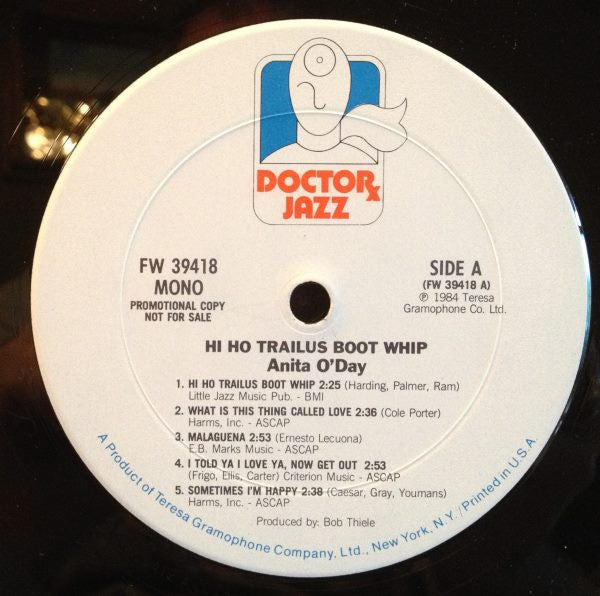 DOCTOR
JAZZ
FW 39418
MONO
PROMOTIONAL COPY
NOT FOR SALE
SIDE A
(FW 39418 A)
℗ 1984 Teresa
Gramophone Co. Ltd.
HI HO TRAILUS BOOT WHIP
Anita O'Day
1. HI HO TRAILUS BOOT WHIP 2:25 (Harding, Palmer, Ram)
Little Jazz Music Pub. - BMI
2. WHAT IS THIS THING CALLED LOVE 2:36 (Cole Porter)
Harms, Inc. - ASCAP
3. MALAGUENA 2:53 (Ernesto Lecuona)
E.B. Marks Music - ASCAP
4. I TOLD YA I LOVE YA, NOW GET OUT 2:53
(Frigo, Ellis, Carter) Criterion Music - ASCAP
5. SOMETIMES I'M HAPPY 2:38 (Caesar, Gray, Youmans)
Harms, Inc. - ASCAP
Produced by: Bob Thiele
A Product of Teresa Gramophone Company, Ltd., New York, N.Y./Printed in U.S.A